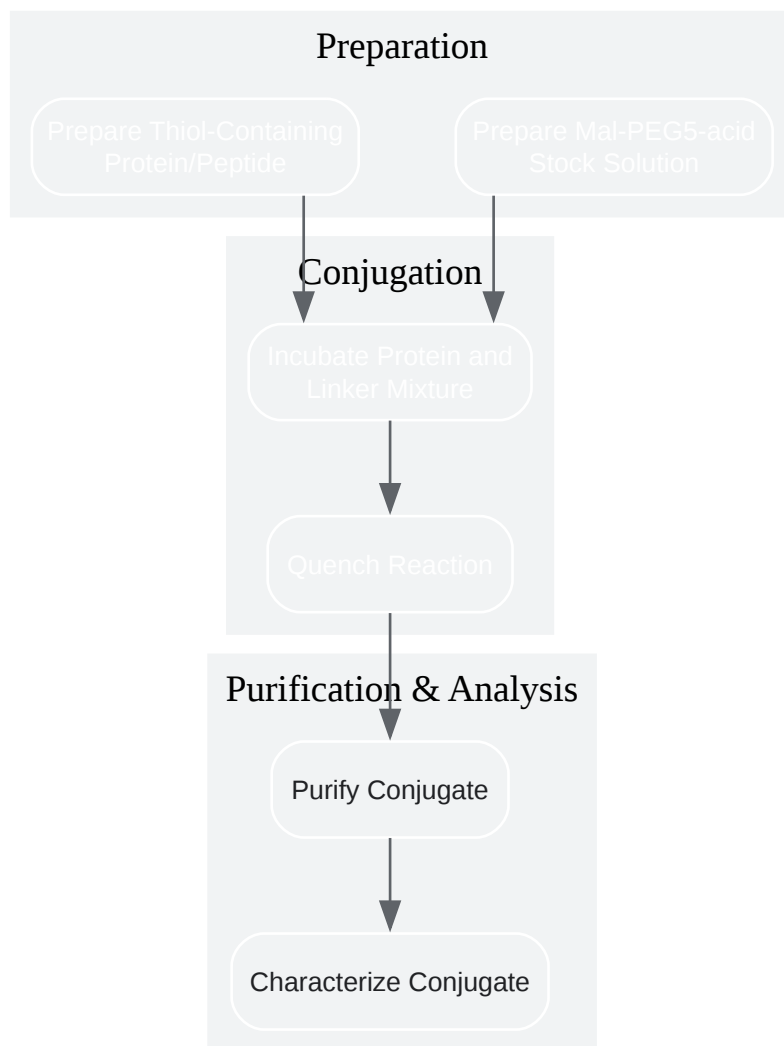 Preparation
Prepare Thiol-Containing
Protein/Peptide
Prepare Mal-PEG5-acid
Stock Solution
Conjugation
Incubate Protein and
Linker Mixture
Quench Reaction
Purification & Analysis
Purify Conjugate
Characterize Conjugate